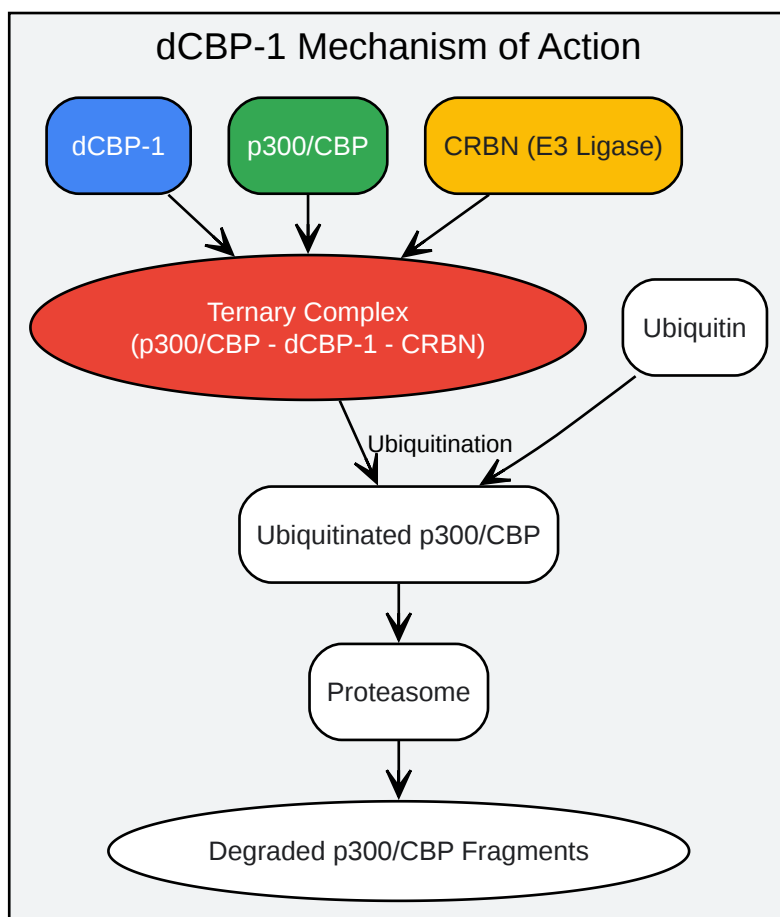 dCBP-1 Mechanism of Action
dCBP-1
p300/CBP
CRBN (E3 Ligase)
Ternary Complex
(p300/CBP - dCBP-1 - CRBN)
Ubiquitin
Ubiquitination
Ubiquitinated p300/CBP
Proteasome
Degraded p300/CBP Fragments